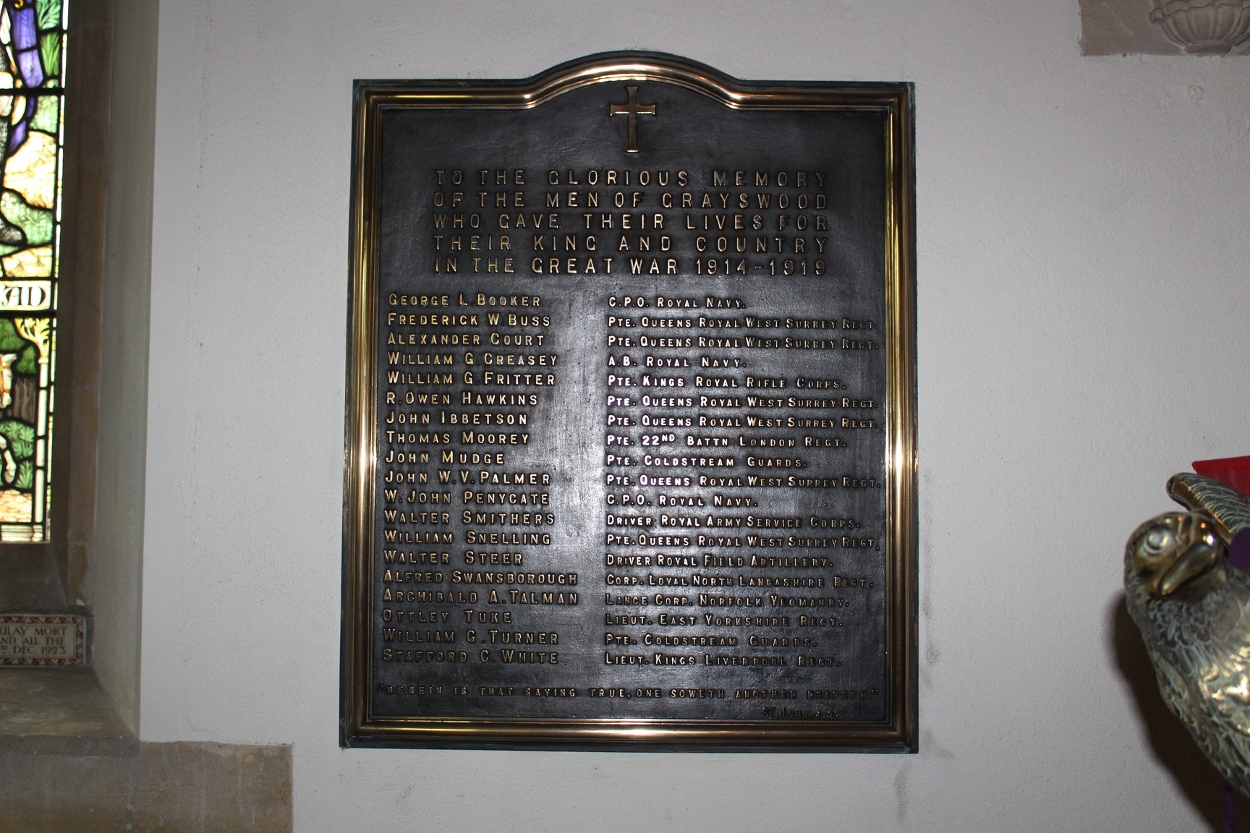 TO THE GLORIOUS MEMORY
OF THE MEN OF GRAYSWOOD
WHO GAVE THEIR LIVES FOR
THEIR KING AND COUNTRY
IN THE GREAT WAR 1914-1919
GEORGE L. BOOKER C.P.O. ROYAL NAVY.
FREDERICK W BUSS PTE. QUEENS ROYAL WEST SURREY REGT.
ALEXANDER COURT PTE. QUEENS ROYAL WEST SURREY REGT.
WILLIAM G CREASEY A.B. ROYAL NAVY.
WILLIAM G FRITTER PTE. KINGS ROYAL RIFLE CORPS.
R. OWEN HAWKINS PTE. QUEENS ROYAL WEST SURREY REGT.
JOHN IBBETSON PTE. QUEENS ROYAL WEST SURREY REGT.
THOMAS MOOREY PTE. 22ND BATTN LONDON REGT.
JOHN MUDGE PTE. COLDSTREAM GUARDS.
JOHN W.V. PALMER PTE. QUEENS ROYAL WEST SURREY REGT.
W. JOHN PENYCATE C.P.O. ROYAL NAVY.
WALTER SMITHERS DRIVER ROYAL ARMY SERVICE CORPS.
WILLIAM SNELLING PTE. QUEENS ROYAL WEST SURREY REGT.
WALTER STEER DRIVER ROYAL FIELD ARTILLERY.
ALFRED SWANSBOROUGH CORP. LOYAL NORTH LANCASHIRE REGT.
ARCHIBALD A. TALMAN LANCE CORP. NORFOLK YEOMANRY.
OTTLEY TUKE LIEUT. EAST YORKSHIRE REGT.
WILLIAM G. TURNER PTE. COLDSTREAM GUARDS.
STAFFORD C. WHITE LIEUT. KINGS LIVERPOOL REGT.
"HEREIN IS THAT SAYING TRUE, ONE SOWETH ANOTHER REAPETH"
MORT
AND ALL THE
DEC. 1923